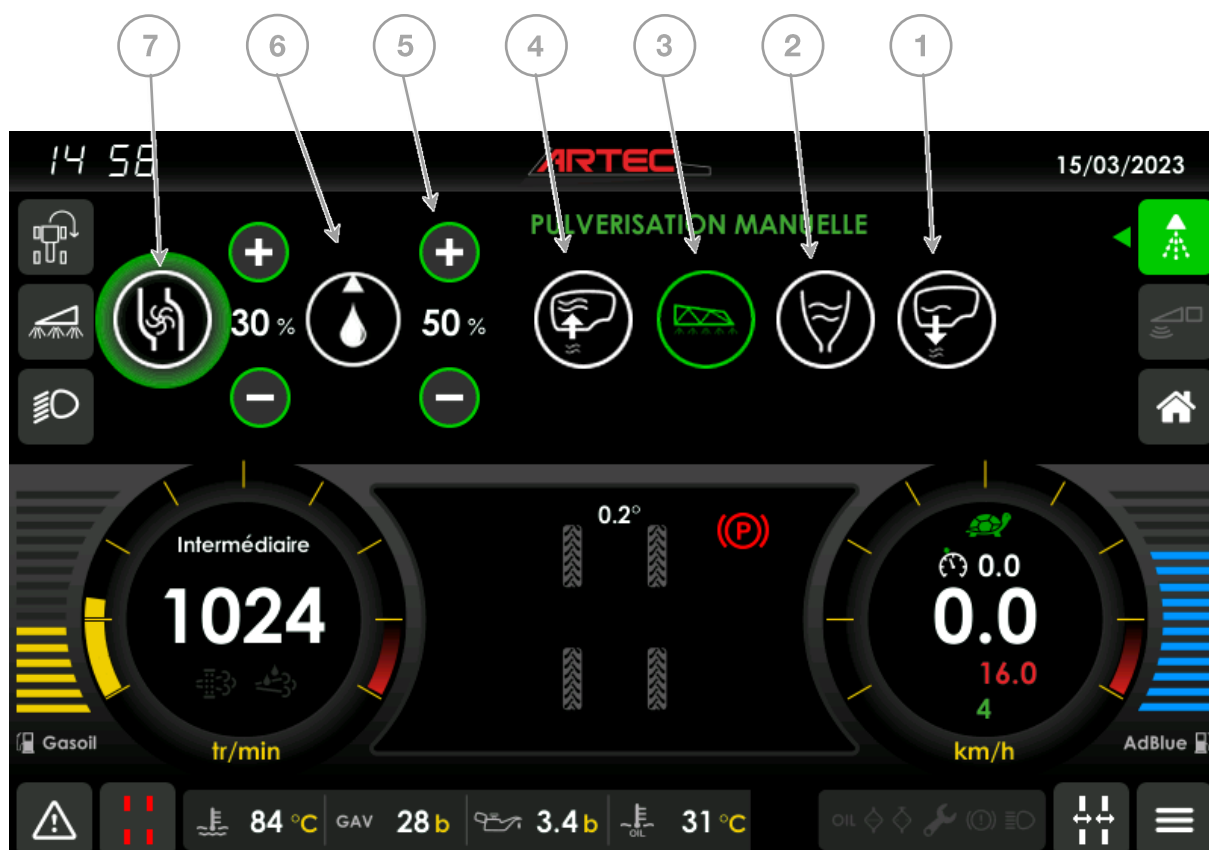 7 6 5 4 3 2 1
14 58
ARTEC
15/03/2023
PULVERISATION MANUELLE
30 %
50 %
0.2°
(P)
Intermédiaire
1024
tr/min
0.0
0.0
16.0
4
km/h
Gasoil
AdBlue
84 °C
GAV 28 b
3.4 b
OIL
31 °C
OIL